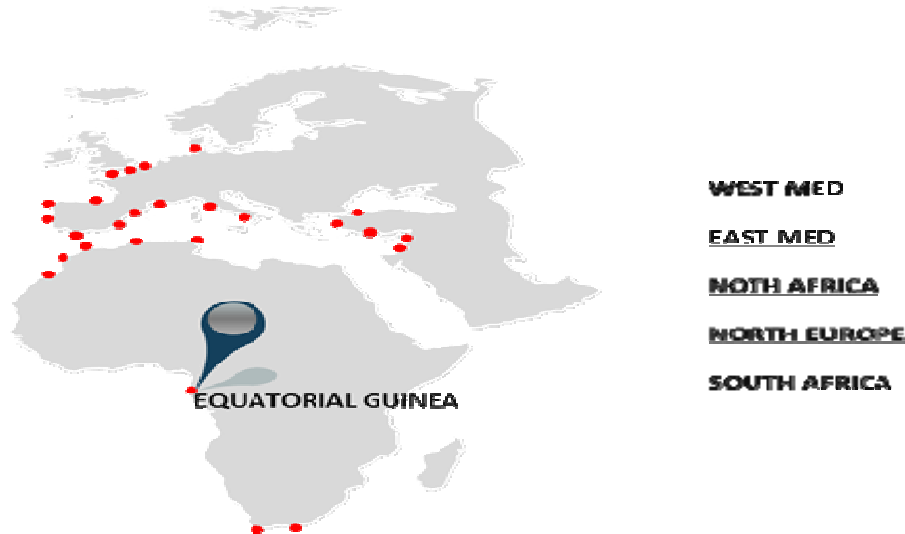 WEST MED
EAST MED
NOTH AFRICA
NORTH EUROPE
SOUTH AFRICA
EQUATORIAL GUINEA